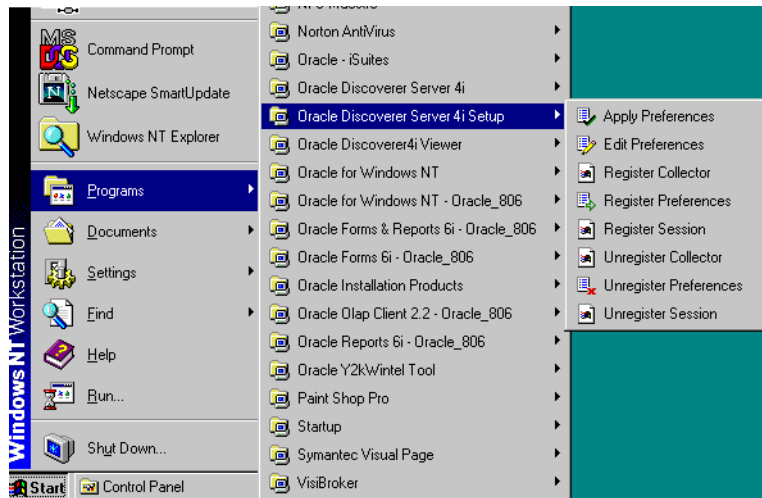 MS
DOS
Command Prompt
Netscape SmartUpdate
Windows NT Explorer
Programs
Documents
Settings
Find
Help
Run...
Shut Down...
Windows NT Workstation
Start
Control Panel
Norton AntiVirus
Oracle - iSuites
Oracle Discoverer Server 4i
Oracle Discoverer Server 4i Setup
Oracle Discoverer4i Viewer
Oracle for Windows NT
Oracle for Windows NT - Oracle_806
Oracle Forms & Reports 6i - Oracle_806
Oracle Forms 6i - Oracle_806
Oracle Installation Products
Oracle Olap Client 2.2 - Oracle_806
Oracle Reports 6i - Oracle_806
Oracle Y2kWintel Tool
Paint Shop Pro
Startup
Symantec Visual Page
VisiBroker
Apply Preferences
Edit Preferences
Register Collector
Register Preferences
Register Session
Unregister Collector
Unregister Preferences
Unregister Session